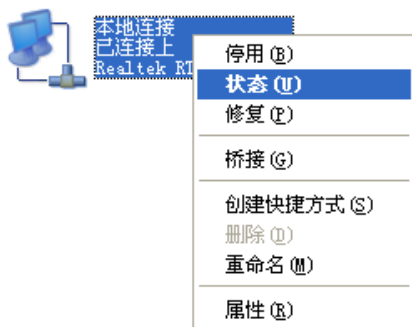 本地连接
已连接上
Realtek RT
停用(B)
状态(U)
修复(P)
桥接(G)
创建快捷方式(S)
删除(D)
重命名(M)
属性(R)